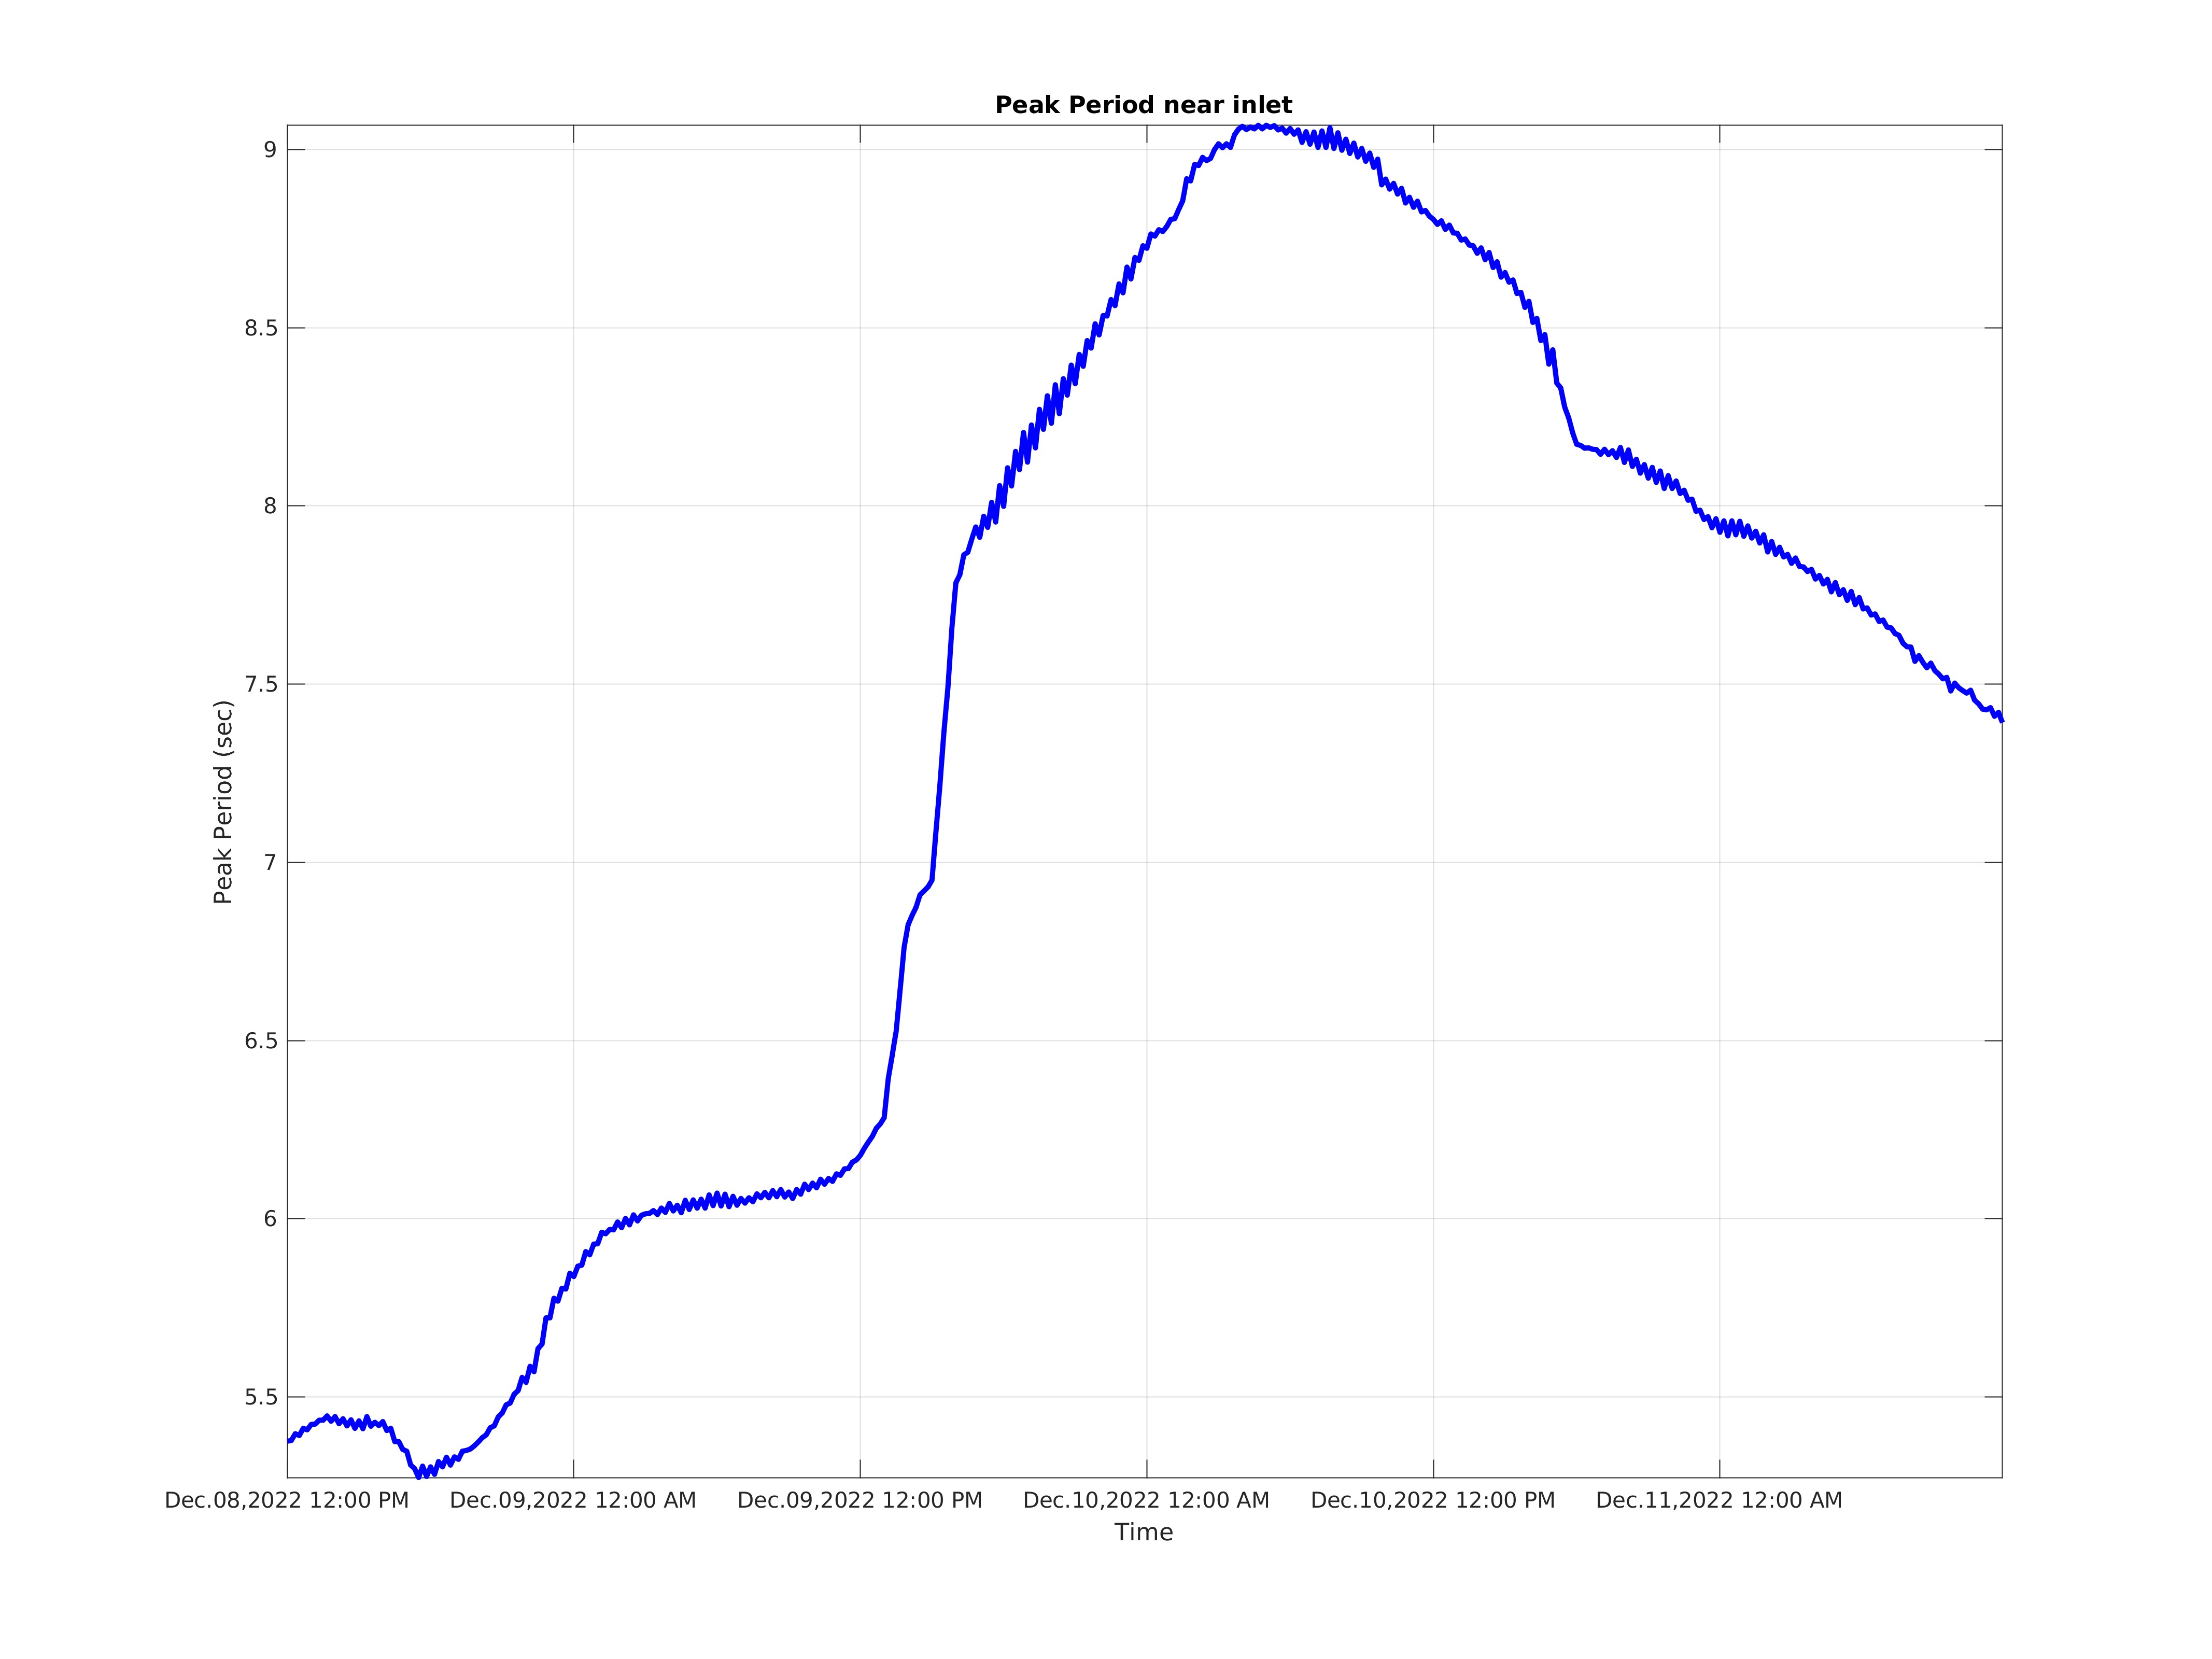 Peak Period near inlet
9
8.5
8
7.5
7
6.5
6
5.5
Peak Period (sec)
Dec.08,2022 12:00 PM Dec.09,2022 12:00 AM Dec.09,2022 12:00 PM Dec.10,2022 12:00 AM Dec.10,2022 12:00 PM Dec.11,2022 12:00 AM
Time